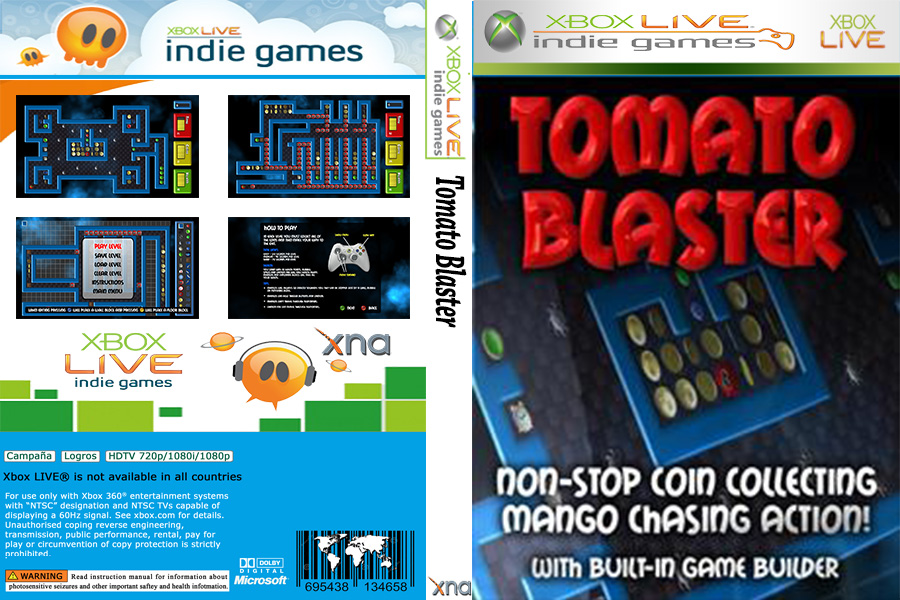 XBOX LIVE
indie games
PLAY LEVEL
SAVE LEVEL
LOAD LEVEL
CLEAR LEVEL
INSTRUCTIONS
MAIN MENU
HOW TO PLAY
XBOX LIVE
indie games
xna
Campaña Logros HDTV 720p/1080i/1080p
Xbox LIVE® is not available in all countries
For use only with Xbox 360® entertainment systems
with “NTSC” designation and NTSC TVs capable of
displaying a 60Hz signal. See xbox.com for details.
Unauthorised coping reverse engineering,
transmission, public performance, rental, pay for
play or circumvention of copy protection is strictly
prohibited.
WARNING Read instruction manual for information about
photosensitive seizures and other important saftey and health infotmation.
DOLBY
DIGITAL
Microsoft
695438 134658
XBOX LIVE
indie games
Tomato Blaster
xna
XBOX LIVE
indie games
XBOX
LIVE
TOMATO
BLASTER
NON-STOP COIN COLLECTING
MANGO CHASING ACTION!
WITH BUILT-IN GAME BUILDER